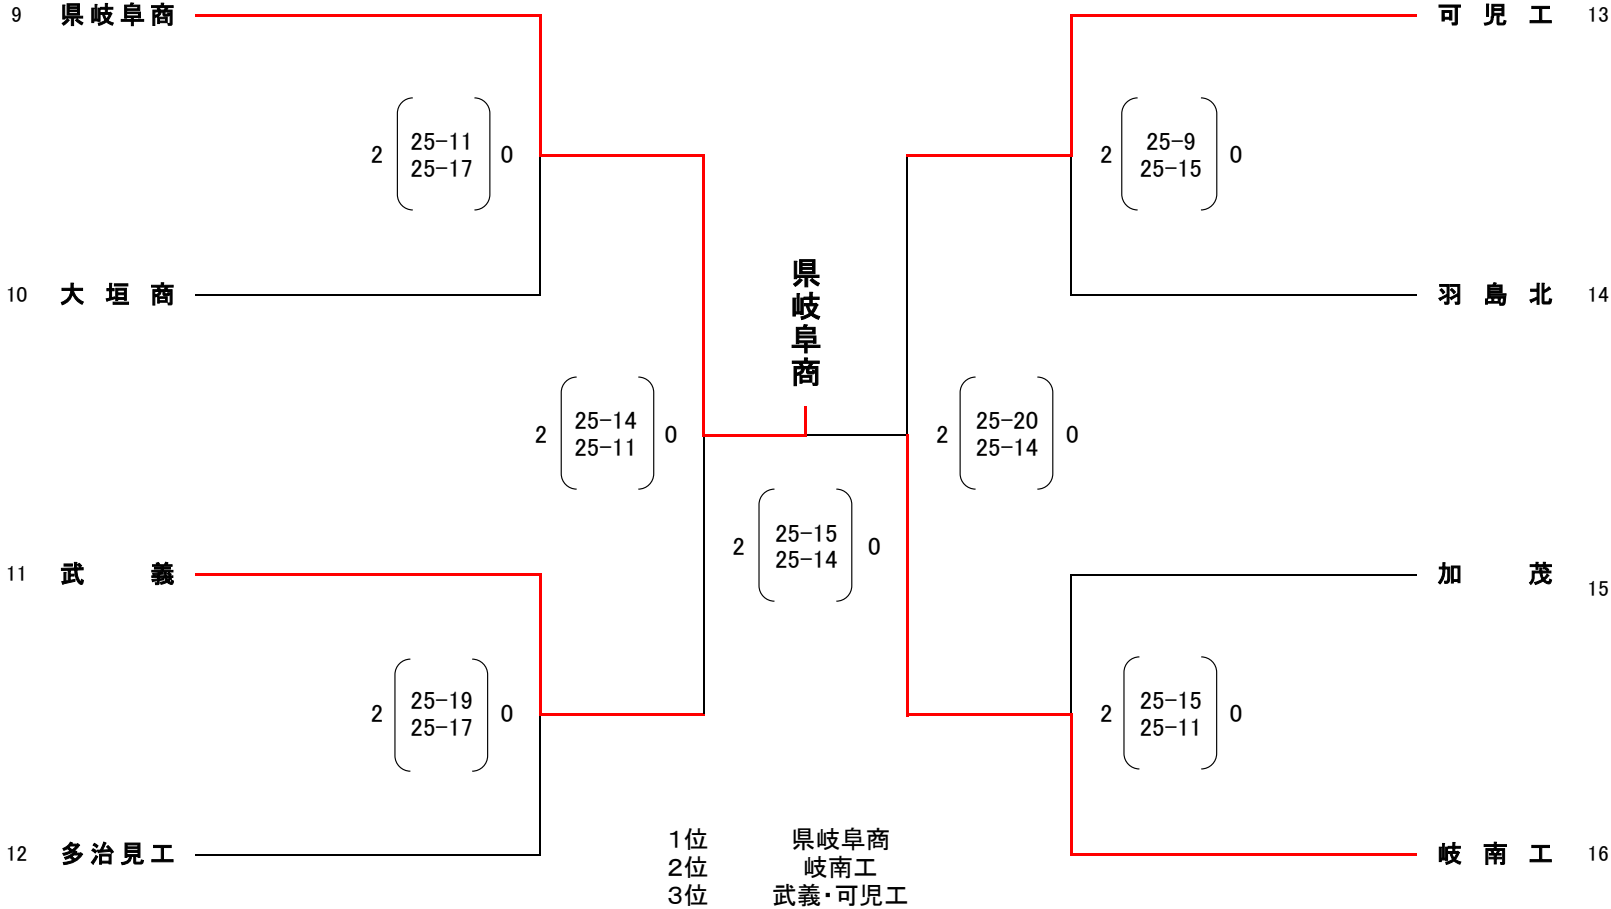 9 県岐阜商
可児工 13
2 25-11 0
25-17
2 25-9 0
25-15
10 大垣商
羽島北 14
県岐阜商
2 25-14 0
25-11
2 25-20 0
25-14
2 25-15 0
25-14
11 武義
加茂 15
2 25-19 0
25-17
2 25-15 0
25-11
12 多治見工
岐南工 16
1位 県岐阜商
2位 岐南工
3位 武義・可児工